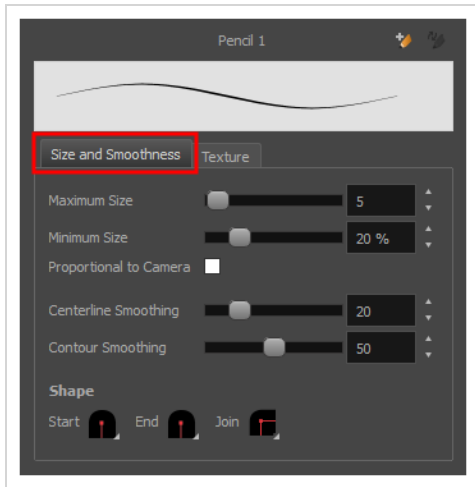 Pencil 1
Size and Smoothness Texture
Maximum Size 5
Minimum Size 20 %
Proportional to Camera
Centerline Smoothing 20
Contour Smoothing 50
Shape
Start End Join